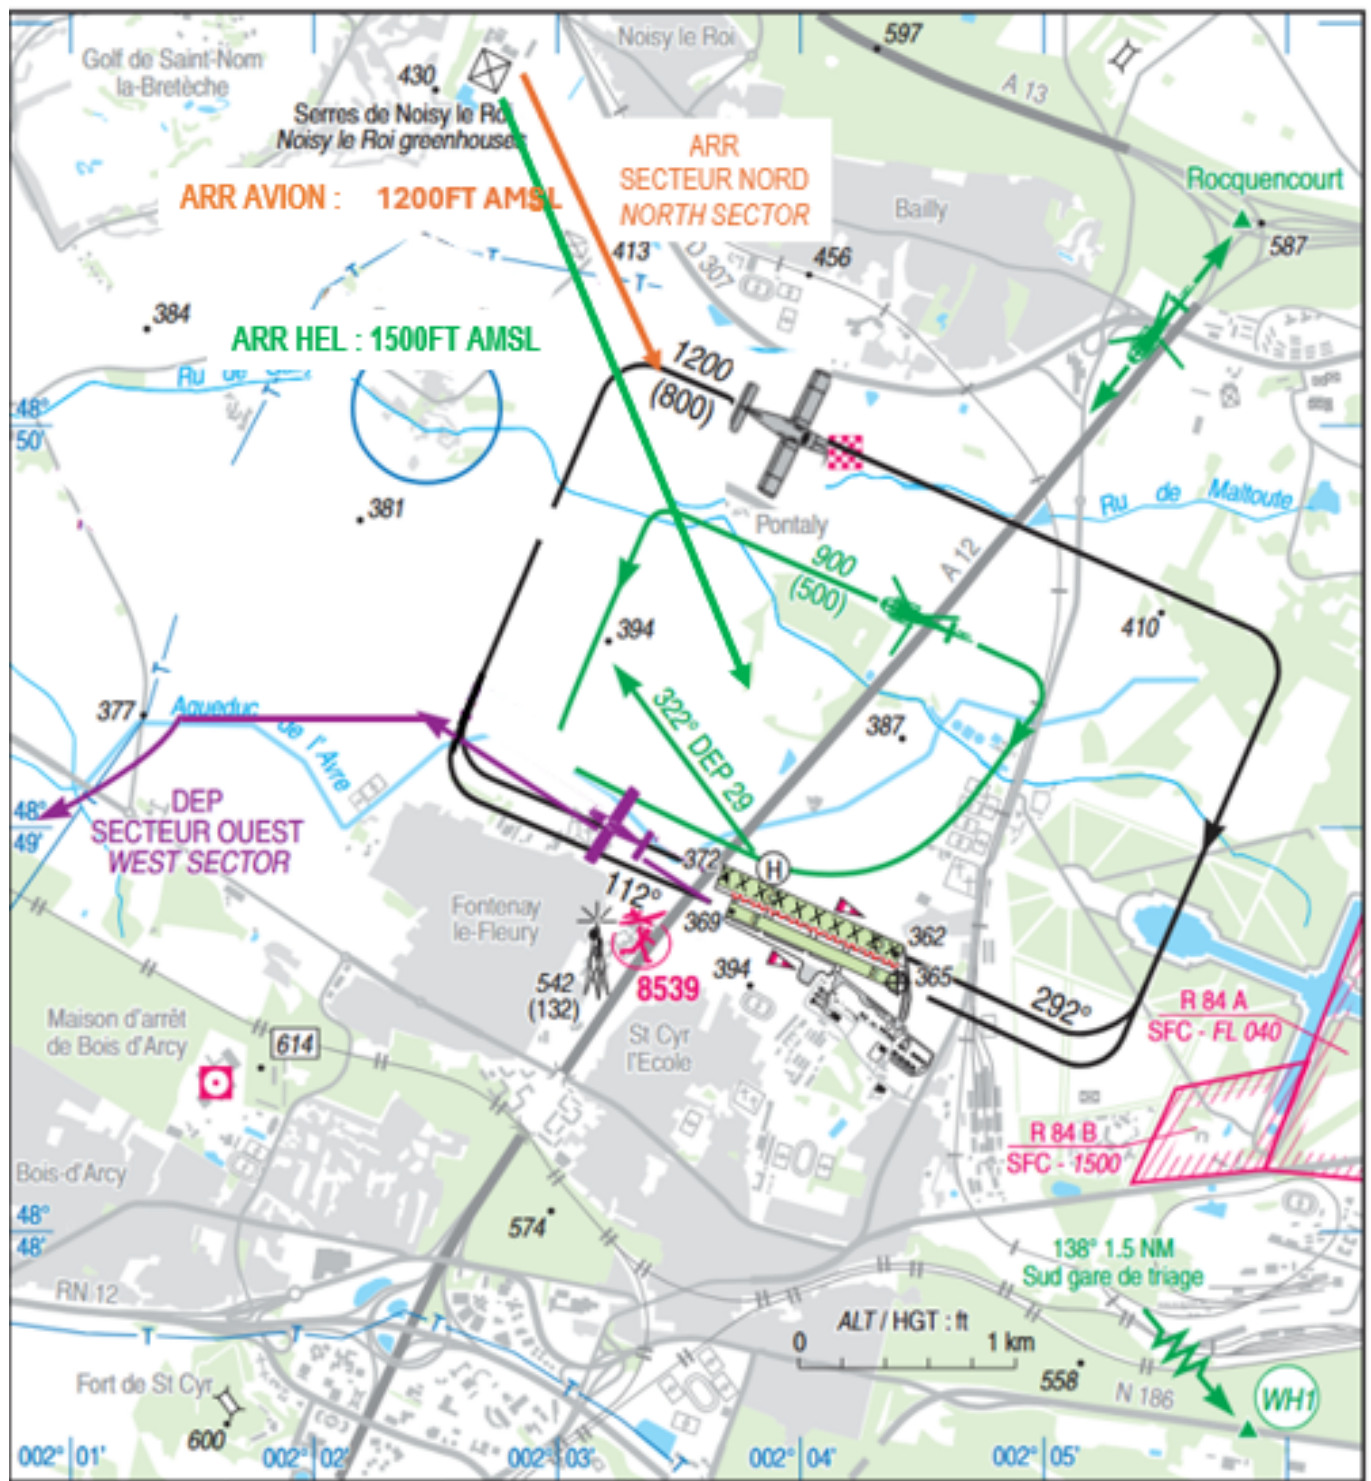 Golf de Saint-Nom
la-Bretèche
430
Serres de Noisy le Roi
Noisy le Roi greenhouses
Noisy le Roi
597
A 13
ARR
SECTEUR NORD
NORTH SECTOR
ARR AVION : 1200FT AMSL
Rocquencourt
Bailly
587
413
D 307
456
384
ARR HEL : 1500FT AMSL
1200
(800)
48°
50'
381
Pontaly
Ru de Maltoute
A 12
900
(500)
394
410
377
Aqueduc de l'Avre
322° DEP 29
387
DEP
SECTEUR OUEST
WEST SECTOR
48°
49'
372
H
112°
Fontenay
le-Fleury
369
362
365
542
(132)
8539
394
292°
St Cyr
l'Ecole
R 84 A
SFC - FL 040
Maison d'arrêt
de Bois d'Arcy
614
R 84 B
SFC - 1500
Bois-d'Arcy
48°
48'
574
138° 1.5 NM
Sud gare de triage
RN 12
ALT / HGT : ft
0 1 km
558
N 186
WH1
Fort de St Cyr
600
002° 01' 002° 02' 002° 03' 002° 04' 002° 05'
T
T
T
T
T
T
T
T